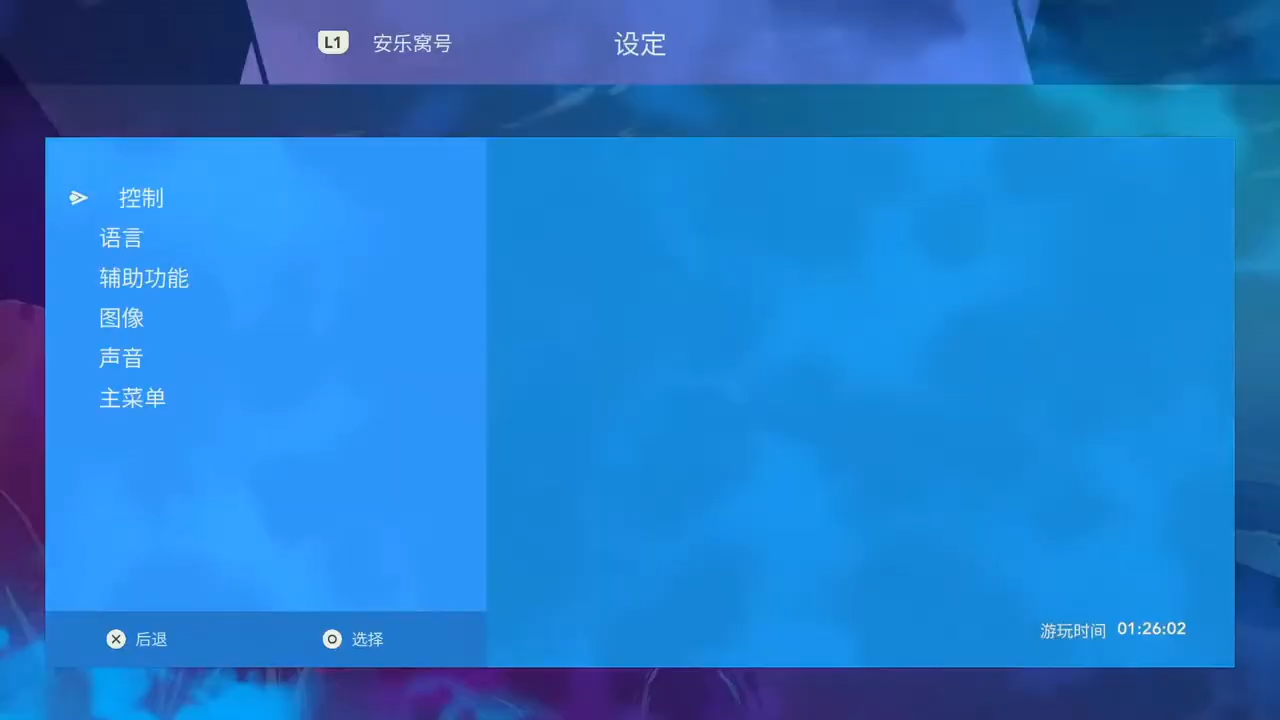 L1 安乐窝号 设定
控制
语言
辅助功能
图像
声音
主菜单
后退 选择
游玩时间 01:26:02